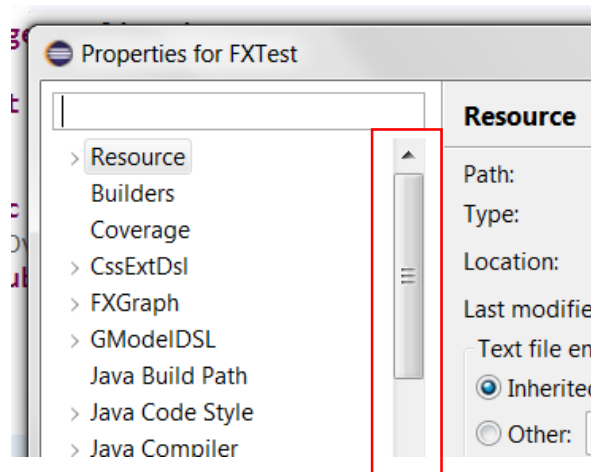 Properties for FXTest
Resource
Builders
Coverage
CssExtDsl
FXGraph
GModelDSL
Java Build Path
Java Code Style
Java Compiler
Resource
Path:
Type:
Location:
Last modifie
Text file en
Inherited
Other: